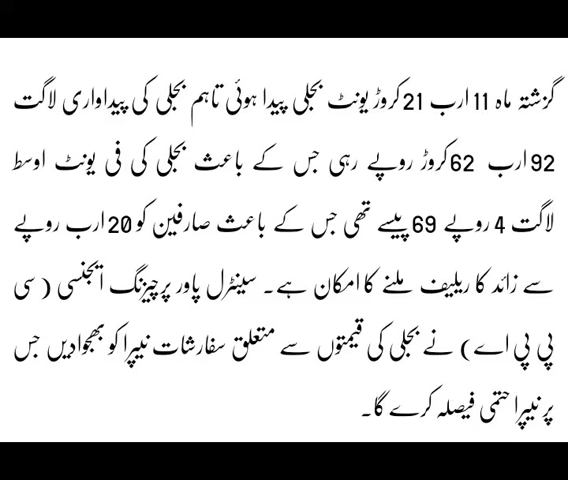 گزشتہ ماہ 11 ارب 21 کروڑ یونٹ بجلی پیدا ہوئی تاہم بجلی کی پیداواری لاگت
92 ارب 62 کروڑ روپے رہی جس کے باعث بجلی کی فی یونٹ اوسط
لاگت 4 روپے 69 پیسے تھی جس کے باعث صارفین کو 20 ارب روپے
سے زائد کا ریلیف ملنے کا امکان ہے۔ سینٹرل پاور پرچیزنگ ایجنسی (سی
پی پی اے) نے بجلی کی قیمتوں سے متعلق سفارشات نیپرا کو بھجوادیں جس
پر نیپرا حتمی فیصلہ کرے گا۔